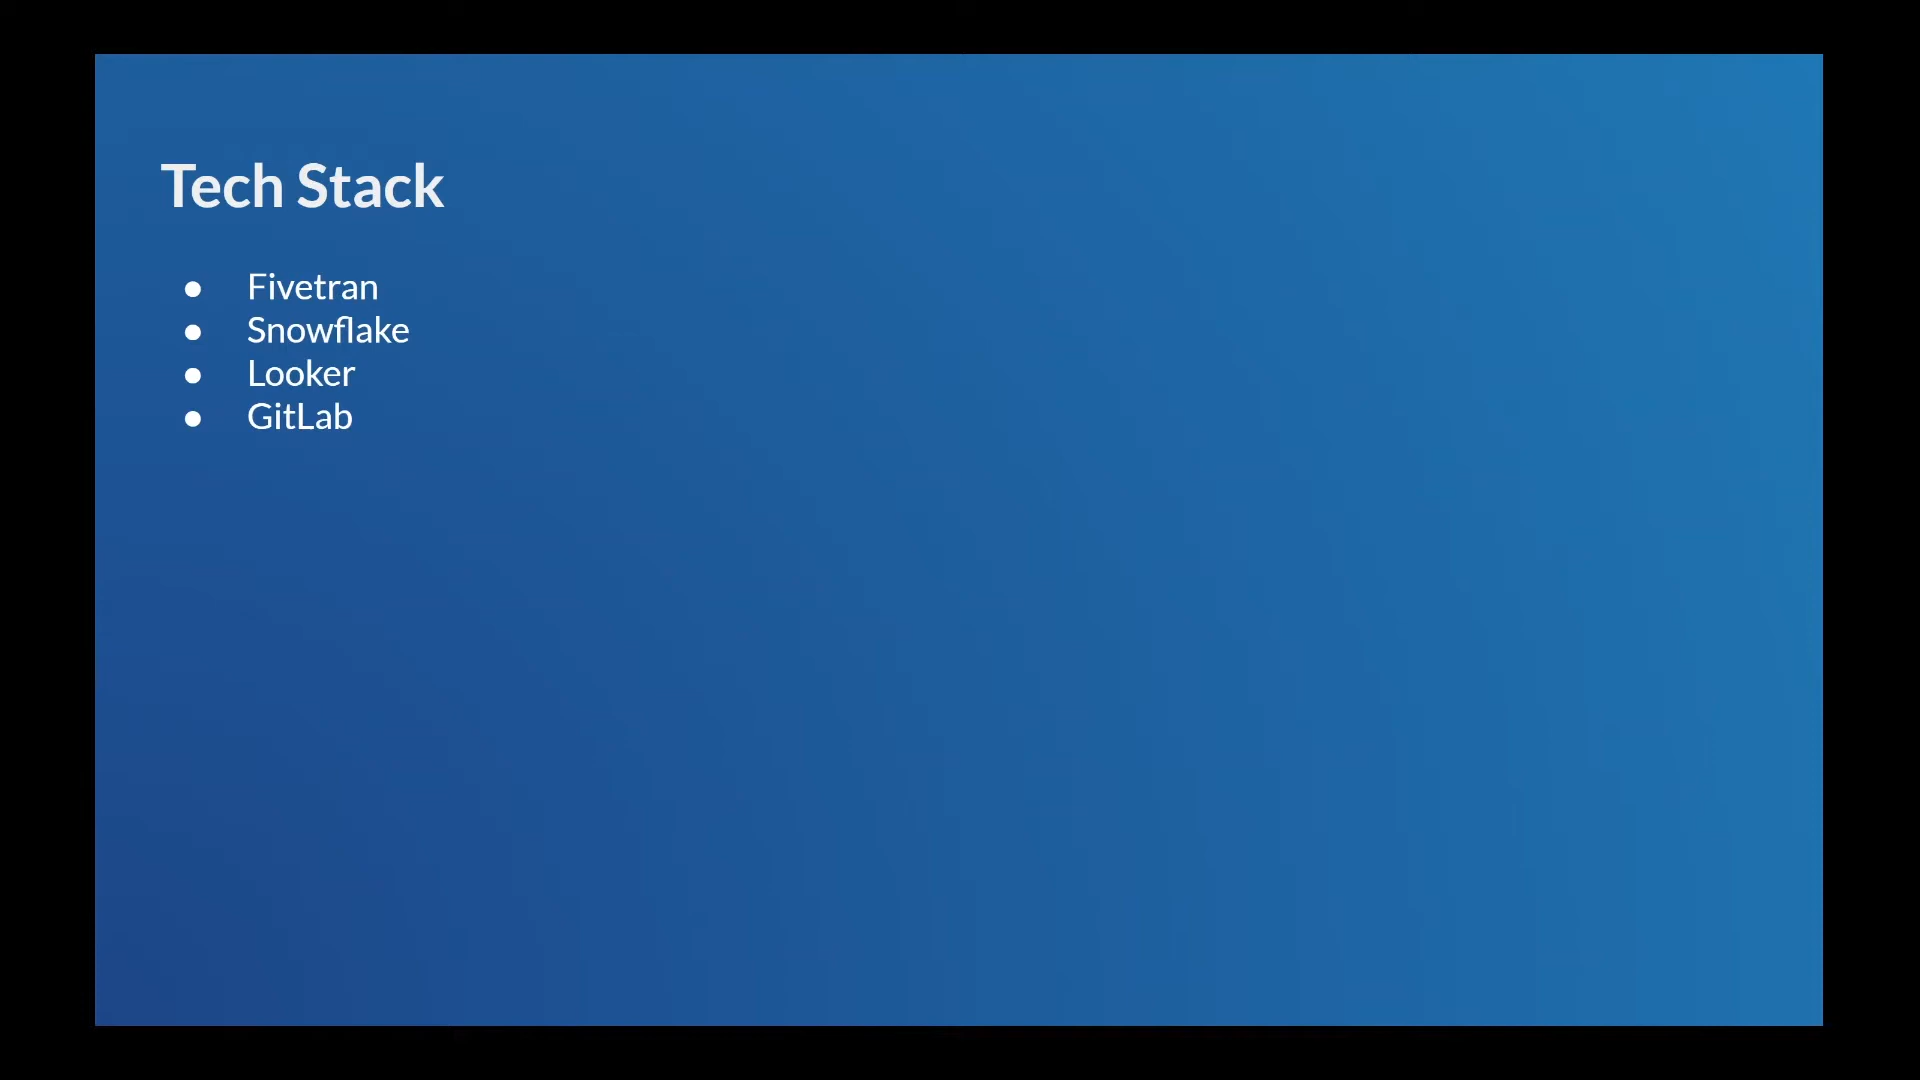 Tech Stack
● Fivetran
● Snowflake
● Looker
● GitLab